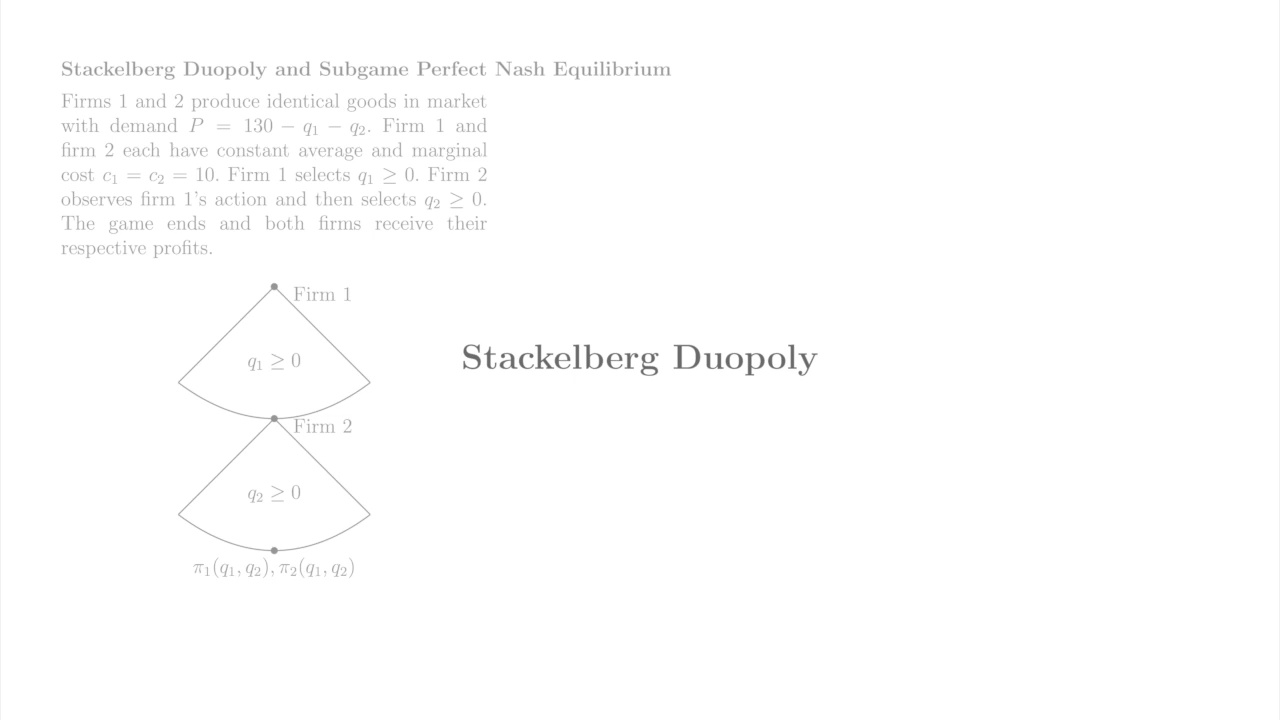 Stackelberg Duopoly and Subgame Perfect Nash Equilibrium
Firms 1 and 2 produce identical goods in market
with demand P = 130 − q₁ − q₂. Firm 1 and
firm 2 each have constant average and marginal
cost c₁ = c₂ = 10. Firm 1 selects q₁ ≥ 0. Firm 2
observes firm 1's action and then selects q₂ ≥ 0.
The game ends and both firms receive their
respective profits.
Firm 1
q₁ ≥ 0
Stackelberg Duopoly
Firm 2
q₂ ≥ 0
π₁(q₁, q₂), π₂(q₁, q₂)